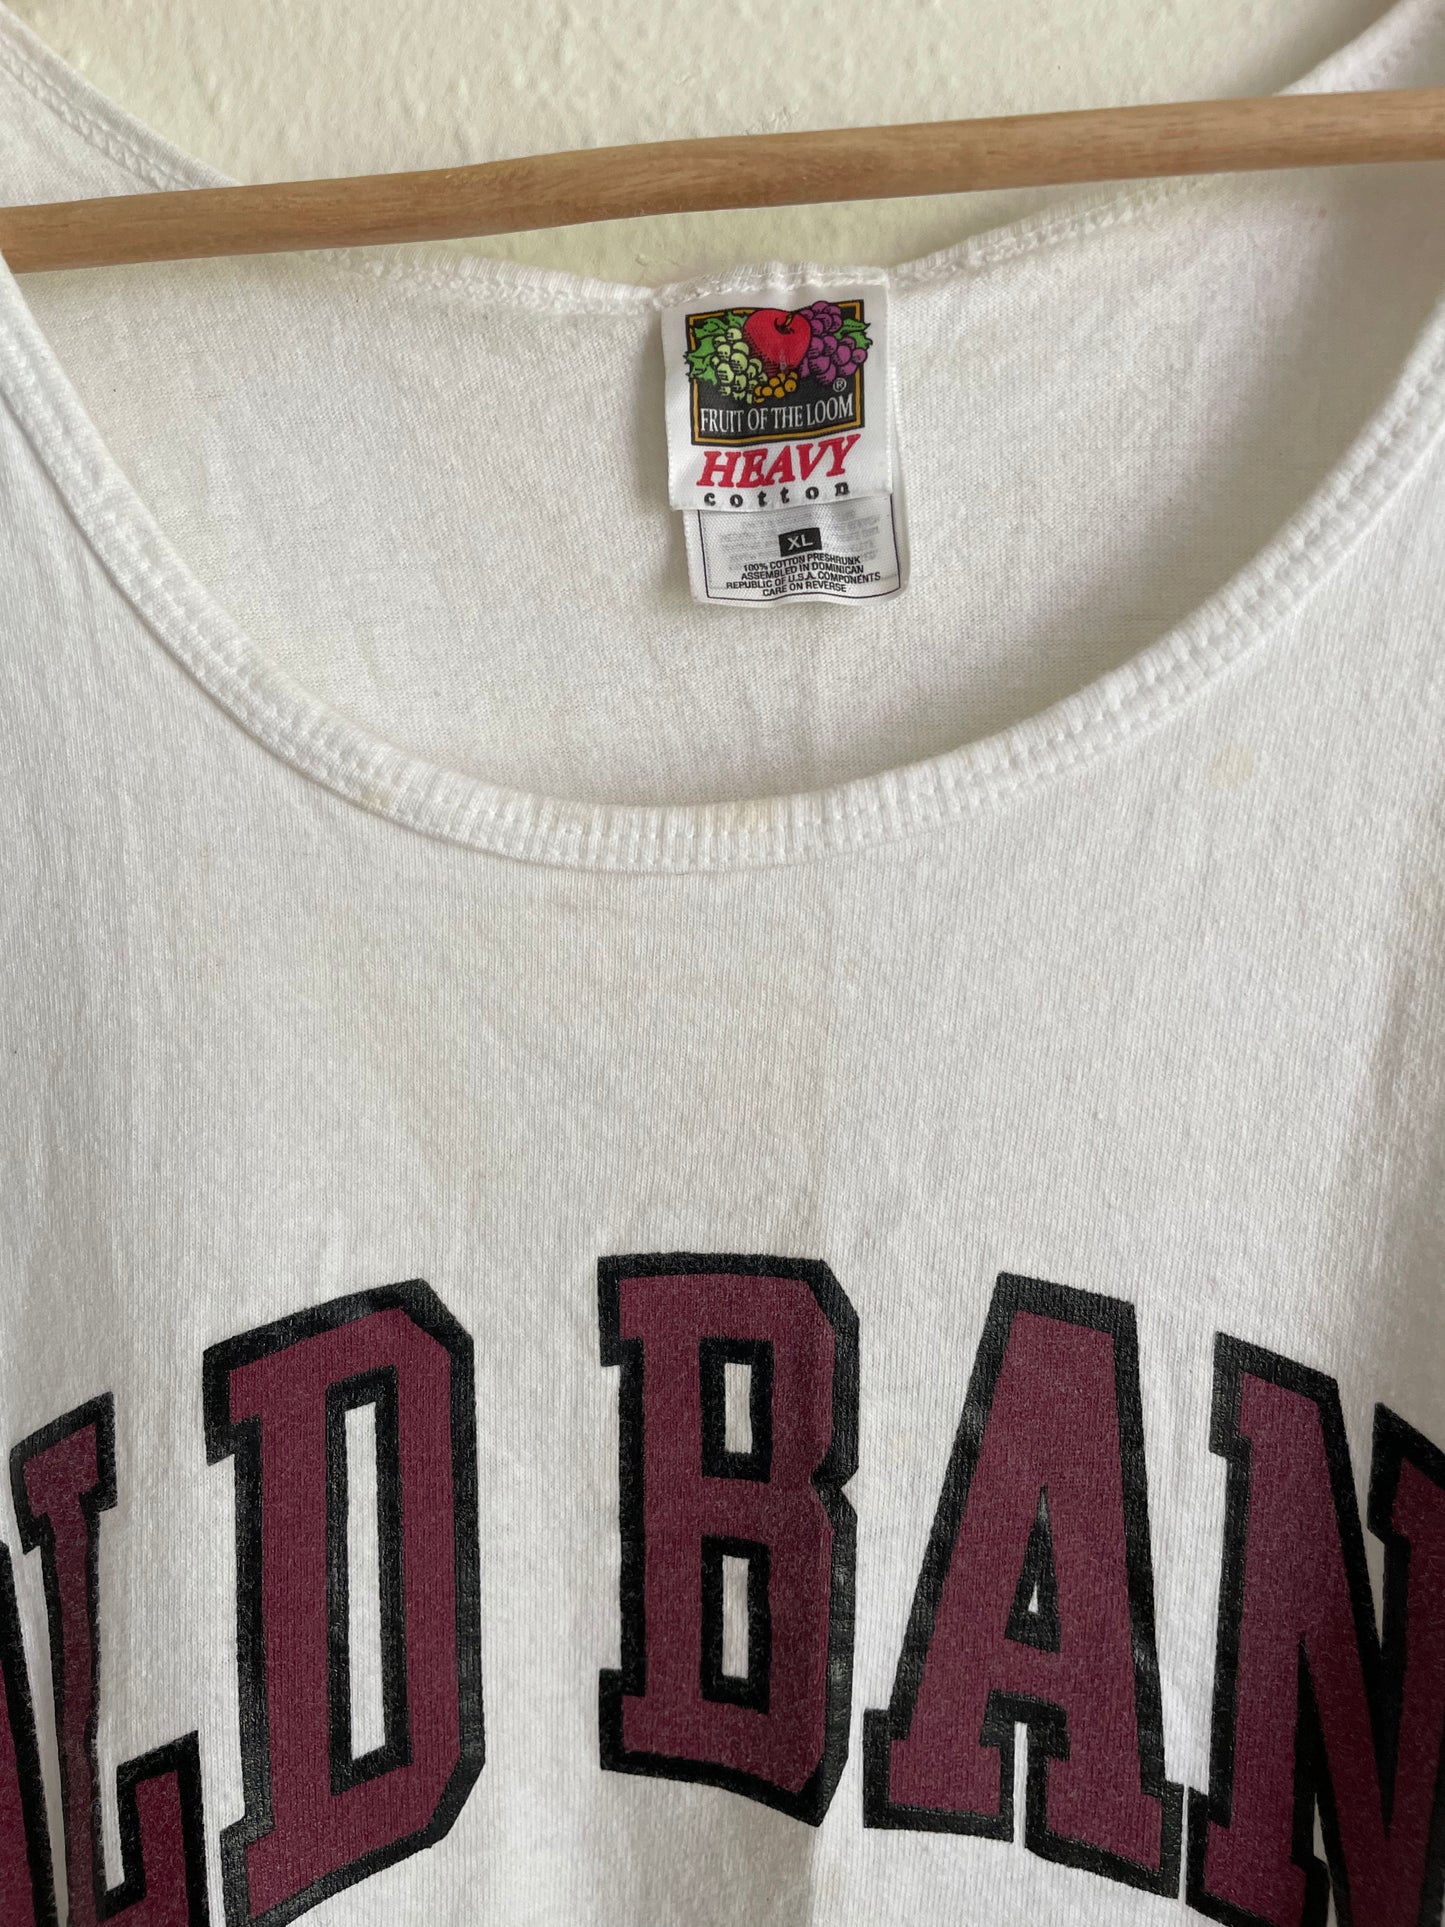 FRUIT OF THE LOOM ®
HEAVY
cotton
XL
100% COTTON PRESHRUNK
ASSEMBLED IN DOMINICAN
REPUBLIC OF U.S.A. COMPONENTS
CARE ON REVERSE
LD BAN